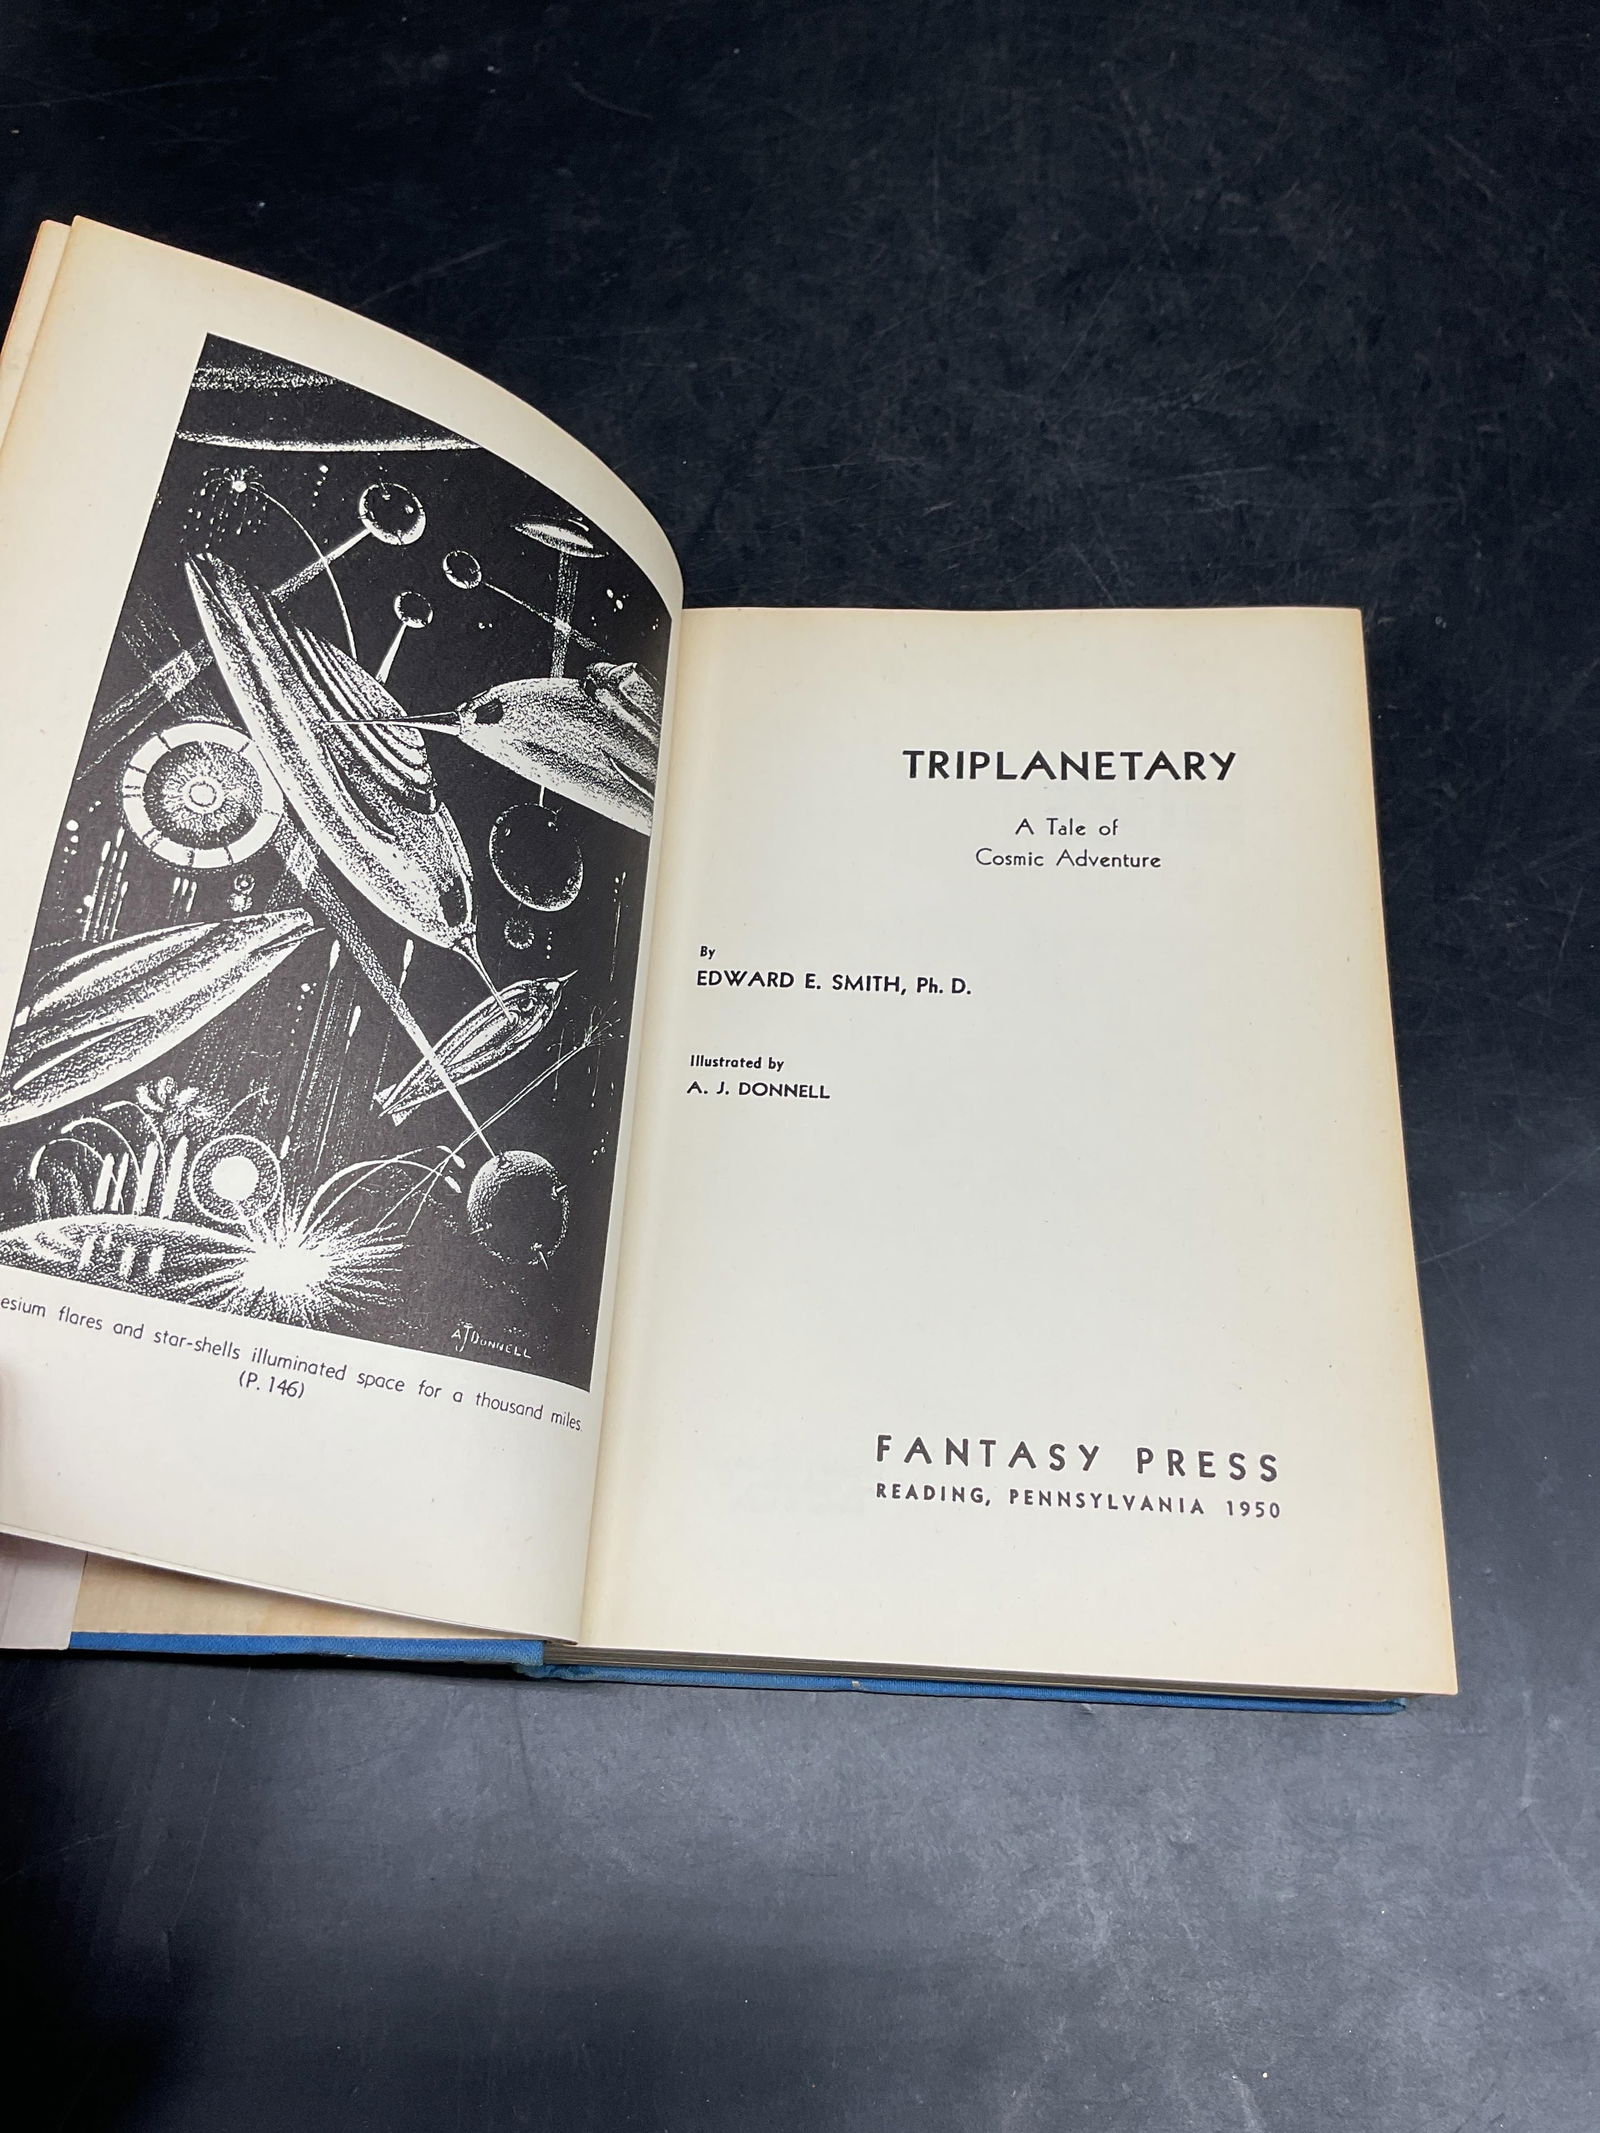 A J DONNELL
esium flares and star-shells illuminated space for a thousand miles.
(P. 146)
TRIPLANETARY
A Tale of
Cosmic Adventure
By
EDWARD E. SMITH, Ph. D.
Illustrated by
A. J. DONNELL
FANTASY PRESS
READING, PENNSYLVANIA 1950